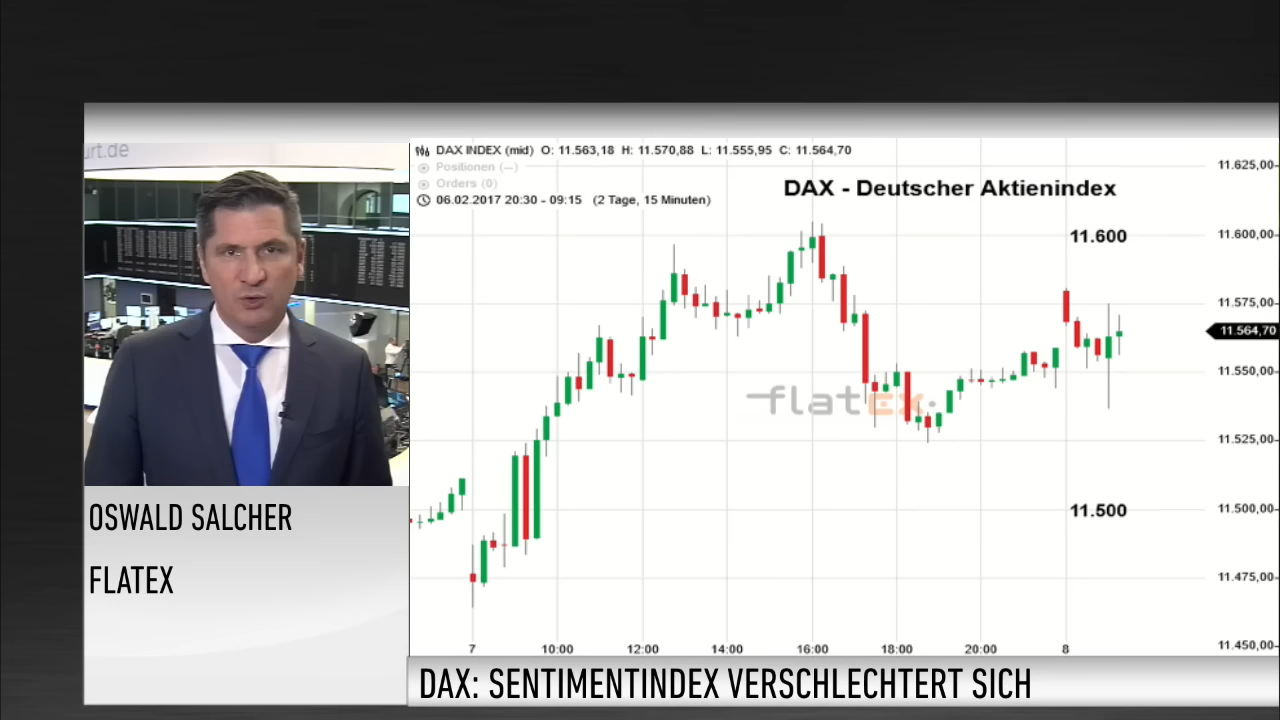 urt.de
OSWALD SALCHER
FLATEX
DAX INDEX (mid) O: 11.563,18 H: 11.570,88 L: 11.555,95 C: 11.564,70
Positionen (---)
Orders (0)
06.02.2017 20:30 - 09:15 (2 Tage, 15 Minuten)
DAX - Deutscher Aktienindex
11.600
11.500
flatex
11.625,00
11.600,00
11.575,00
11.564,70
11.550,00
11.525,00
11.500,00
11.475,00
11.450,00
7 10:00 12:00 14:00 16:00 18:00 20:00 8
DAX: SENTIMENTINDEX VERSCHLECHTERT SICH